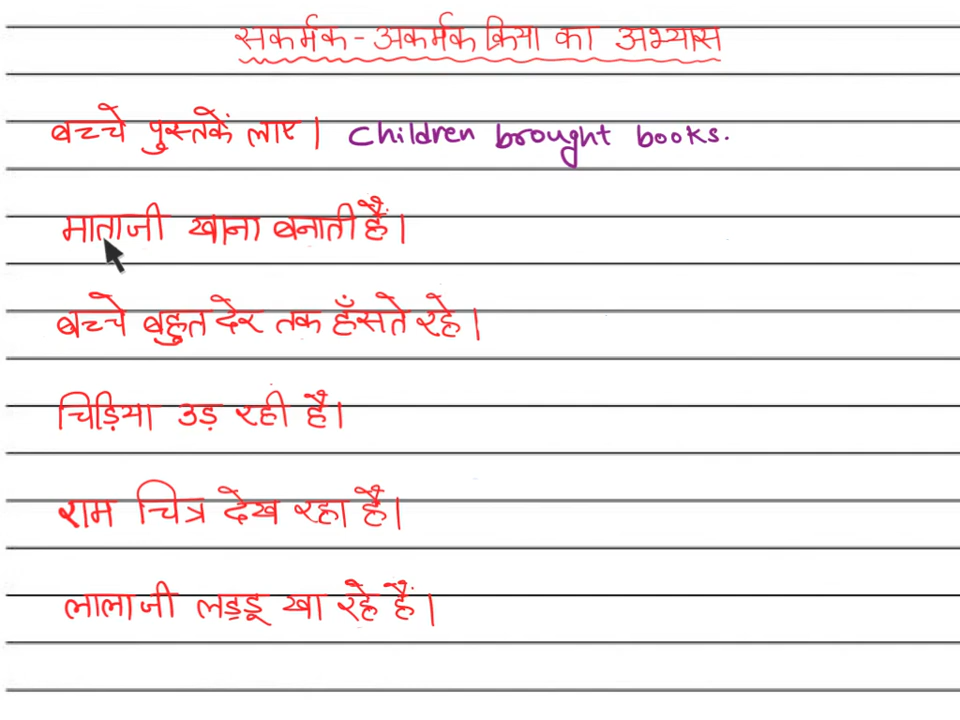 सकर्मक - अकर्मक क्रिया का अभ्यास
बच्चे पुस्तकें लाए। Children brought books.
माताजी खाना बनाती हैं।
बच्चे बहुत देर तक हँसते रहे।
चिड़िया उड़ रही है।
राम चित्र देख रहा है।
लालाजी लड्डू खा रहे हैं।